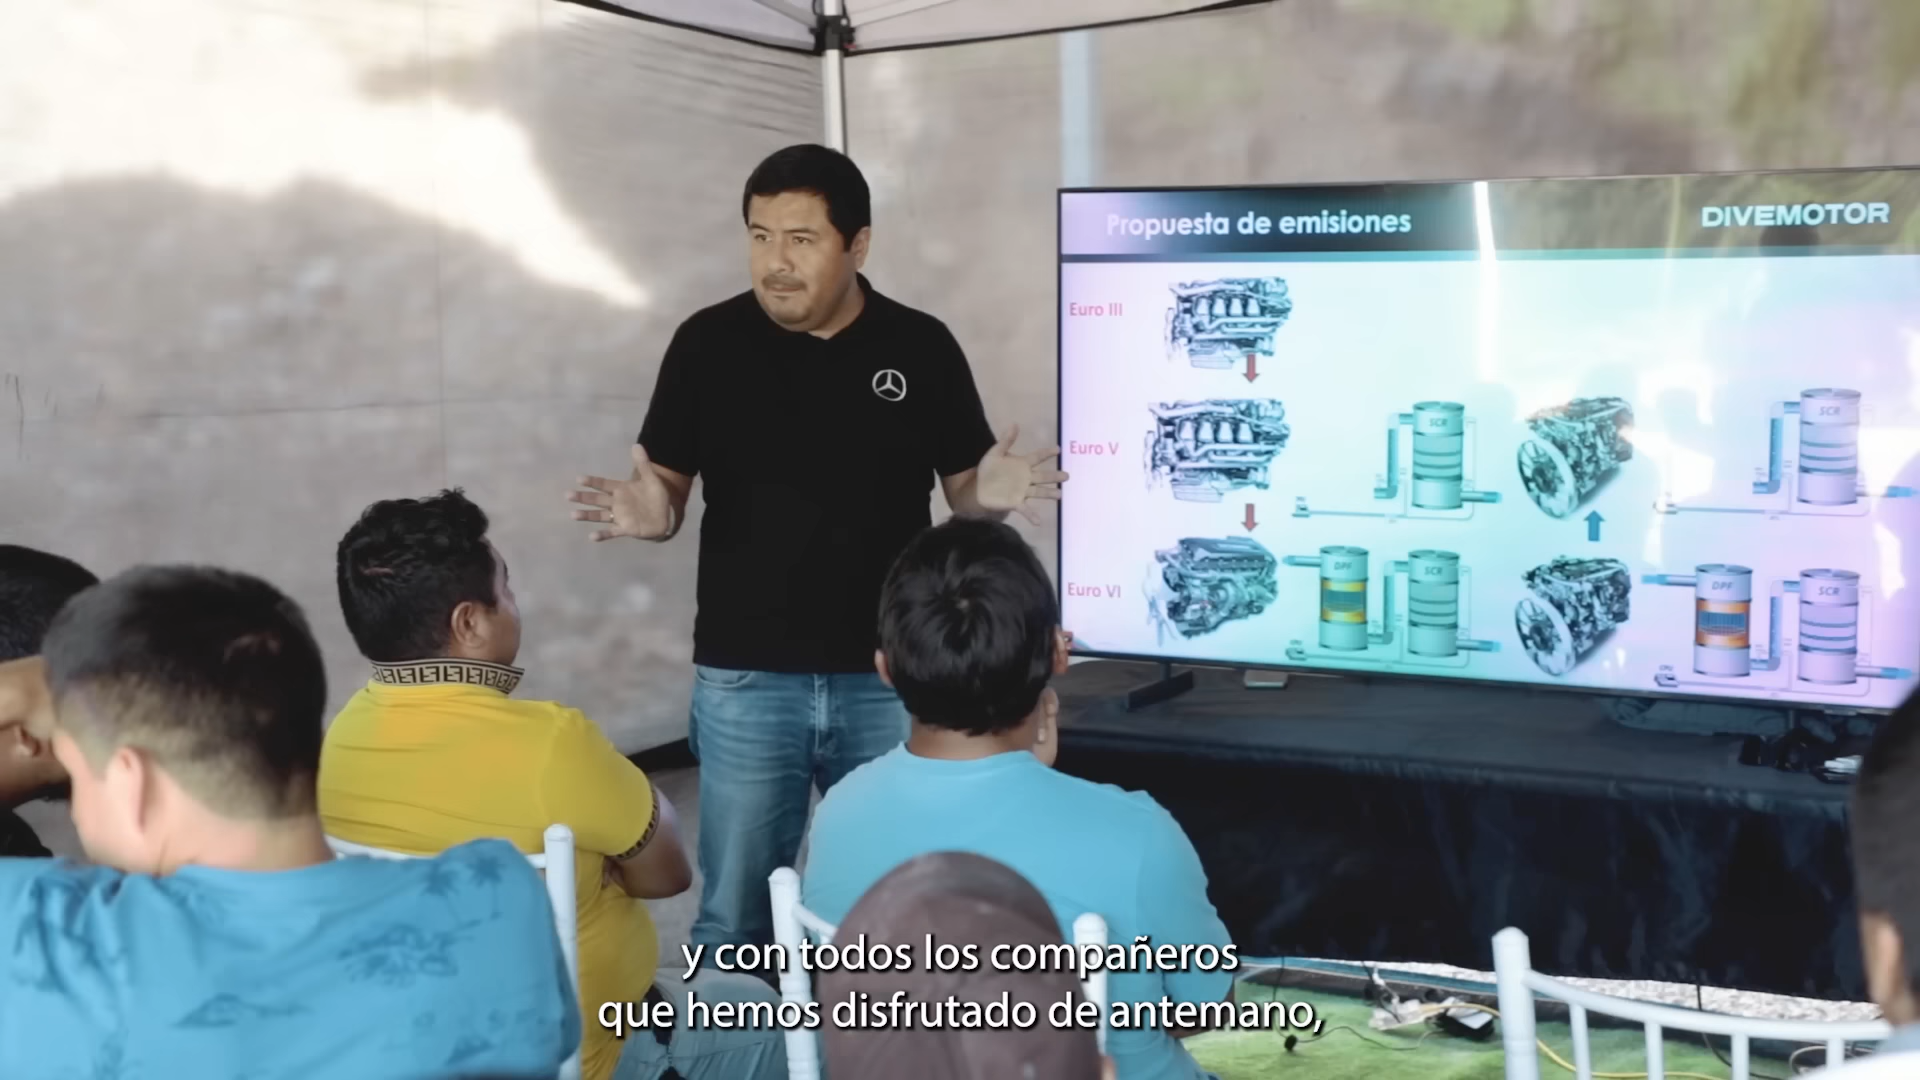 Propuesta de emisiones
DIVEMOTOR
Euro III
Euro V
SCR
SCR
Euro VI
DPF
SCR
DPF
SCR
y con todos los compañeros
que hemos disfrutado de antemano,